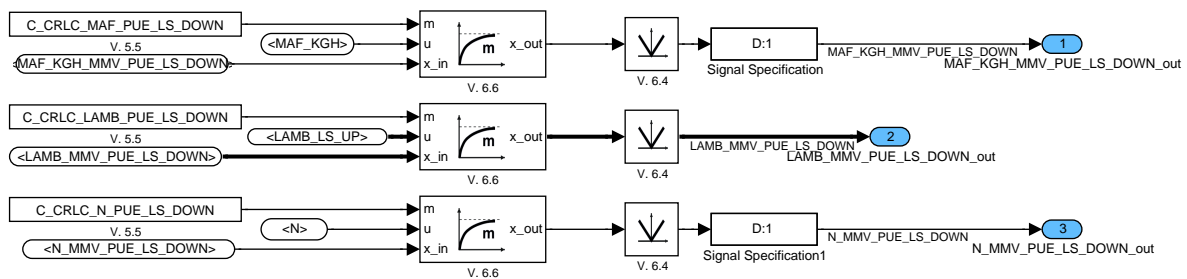 C_CRLC_MAF_PUE_LS_DOWN
V. 5.5
<MAF_KGH>
<MAF_KGH_MMV_PUE_LS_DOWN>
m
u
x_in
m
x_out
V. 6.6
V. 6.4
D:1
Signal Specification
MAF_KGH_MMV_PUE_LS_DOWN
1
MAF_KGH_MMV_PUE_LS_DOWN_out
C_CRLC_LAMB_PUE_LS_DOWN
V. 5.5
<LAMB_LS_UP>
<LAMB_MMV_PUE_LS_DOWN>
m
u
x_in
m
x_out
V. 6.6
V. 6.4
LAMB_MMV_PUE_LS_DOWN
2
LAMB_MMV_PUE_LS_DOWN_out
C_CRLC_N_PUE_LS_DOWN
V. 5.5
<N>
<N_MMV_PUE_LS_DOWN>
m
u
x_in
m
x_out
V. 6.6
V. 6.4
D:1
Signal Specification1
N_MMV_PUE_LS_DOWN
3
N_MMV_PUE_LS_DOWN_out